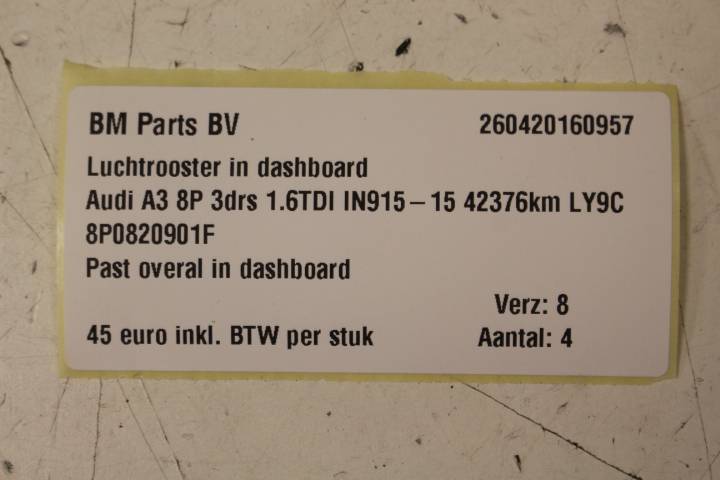 BM Parts BV 260420160957
Luchtrooster in dashboard
Audi A3 8P 3drs 1.6TDI IN915-15 42376km LY9C
8P0820901F
Past overal in dashboard
Verz: 8
45 euro inkl. BTW per stuk Aantal: 4